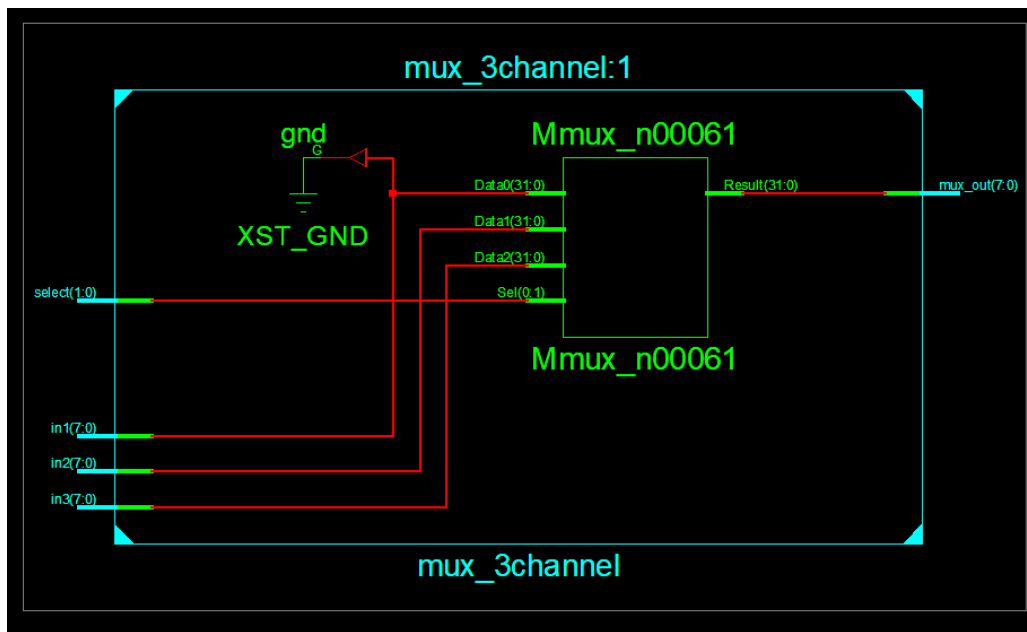 mux_3channel:1
gnd
G
XST_GND
Mmux_n00061
Data0(31:0)
Data1(31:0)
Data2(31:0)
Sel(0:1)
Result(31:0)
mux_out(7:0)
Mmux_n00061
select(1:0)
in1(7:0)
in2(7:0)
in3(7:0)
mux_3channel